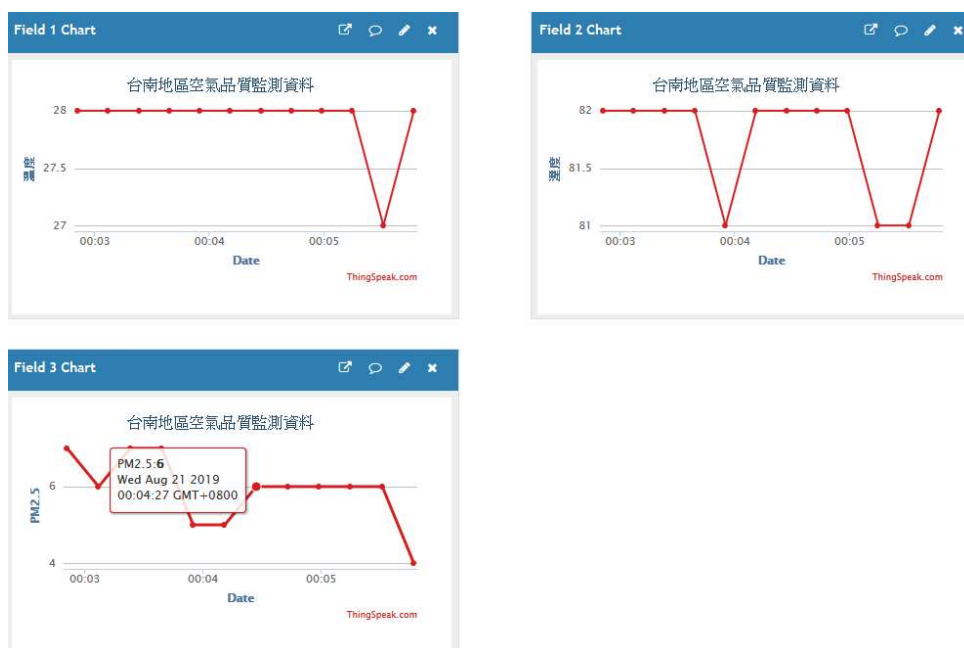 Field 1 Chart
台南地區空氣品質監測資料
28
27.5
27
溫度
00:03 00:04 00:05
Date
ThingSpeak.com
Field 2 Chart
台南地區空氣品質監測資料
82
81.5
81
溼度
00:03 00:04 00:05
Date
ThingSpeak.com
Field 3 Chart
台南地區空氣品質監測資料
6
4
PM2.5
PM2.5:6
Wed Aug 21 2019
00:04:27 GMT+0800
00:03 00:04 00:05
Date
ThingSpeak.com